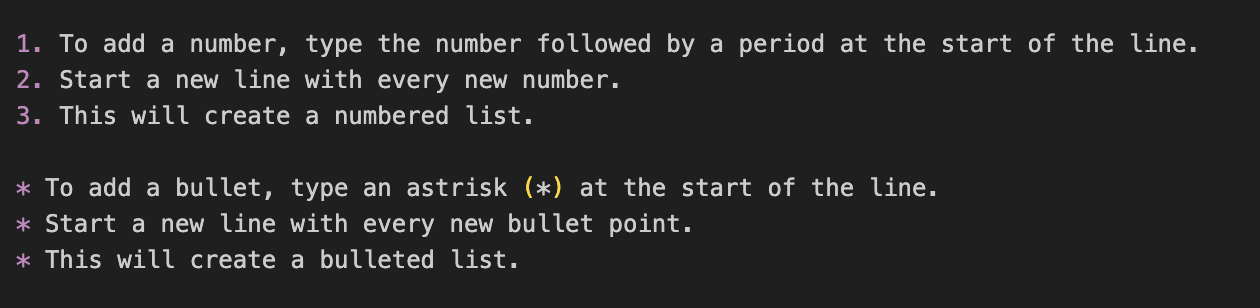 1. To add a number, type the number followed by a period at the start of the line.
2. Start a new line with every new number.
3. This will create a numbered list.
* To add a bullet, type an astrisk (*) at the start of the line.
* Start a new line with every new bullet point.
* This will create a bulleted list.